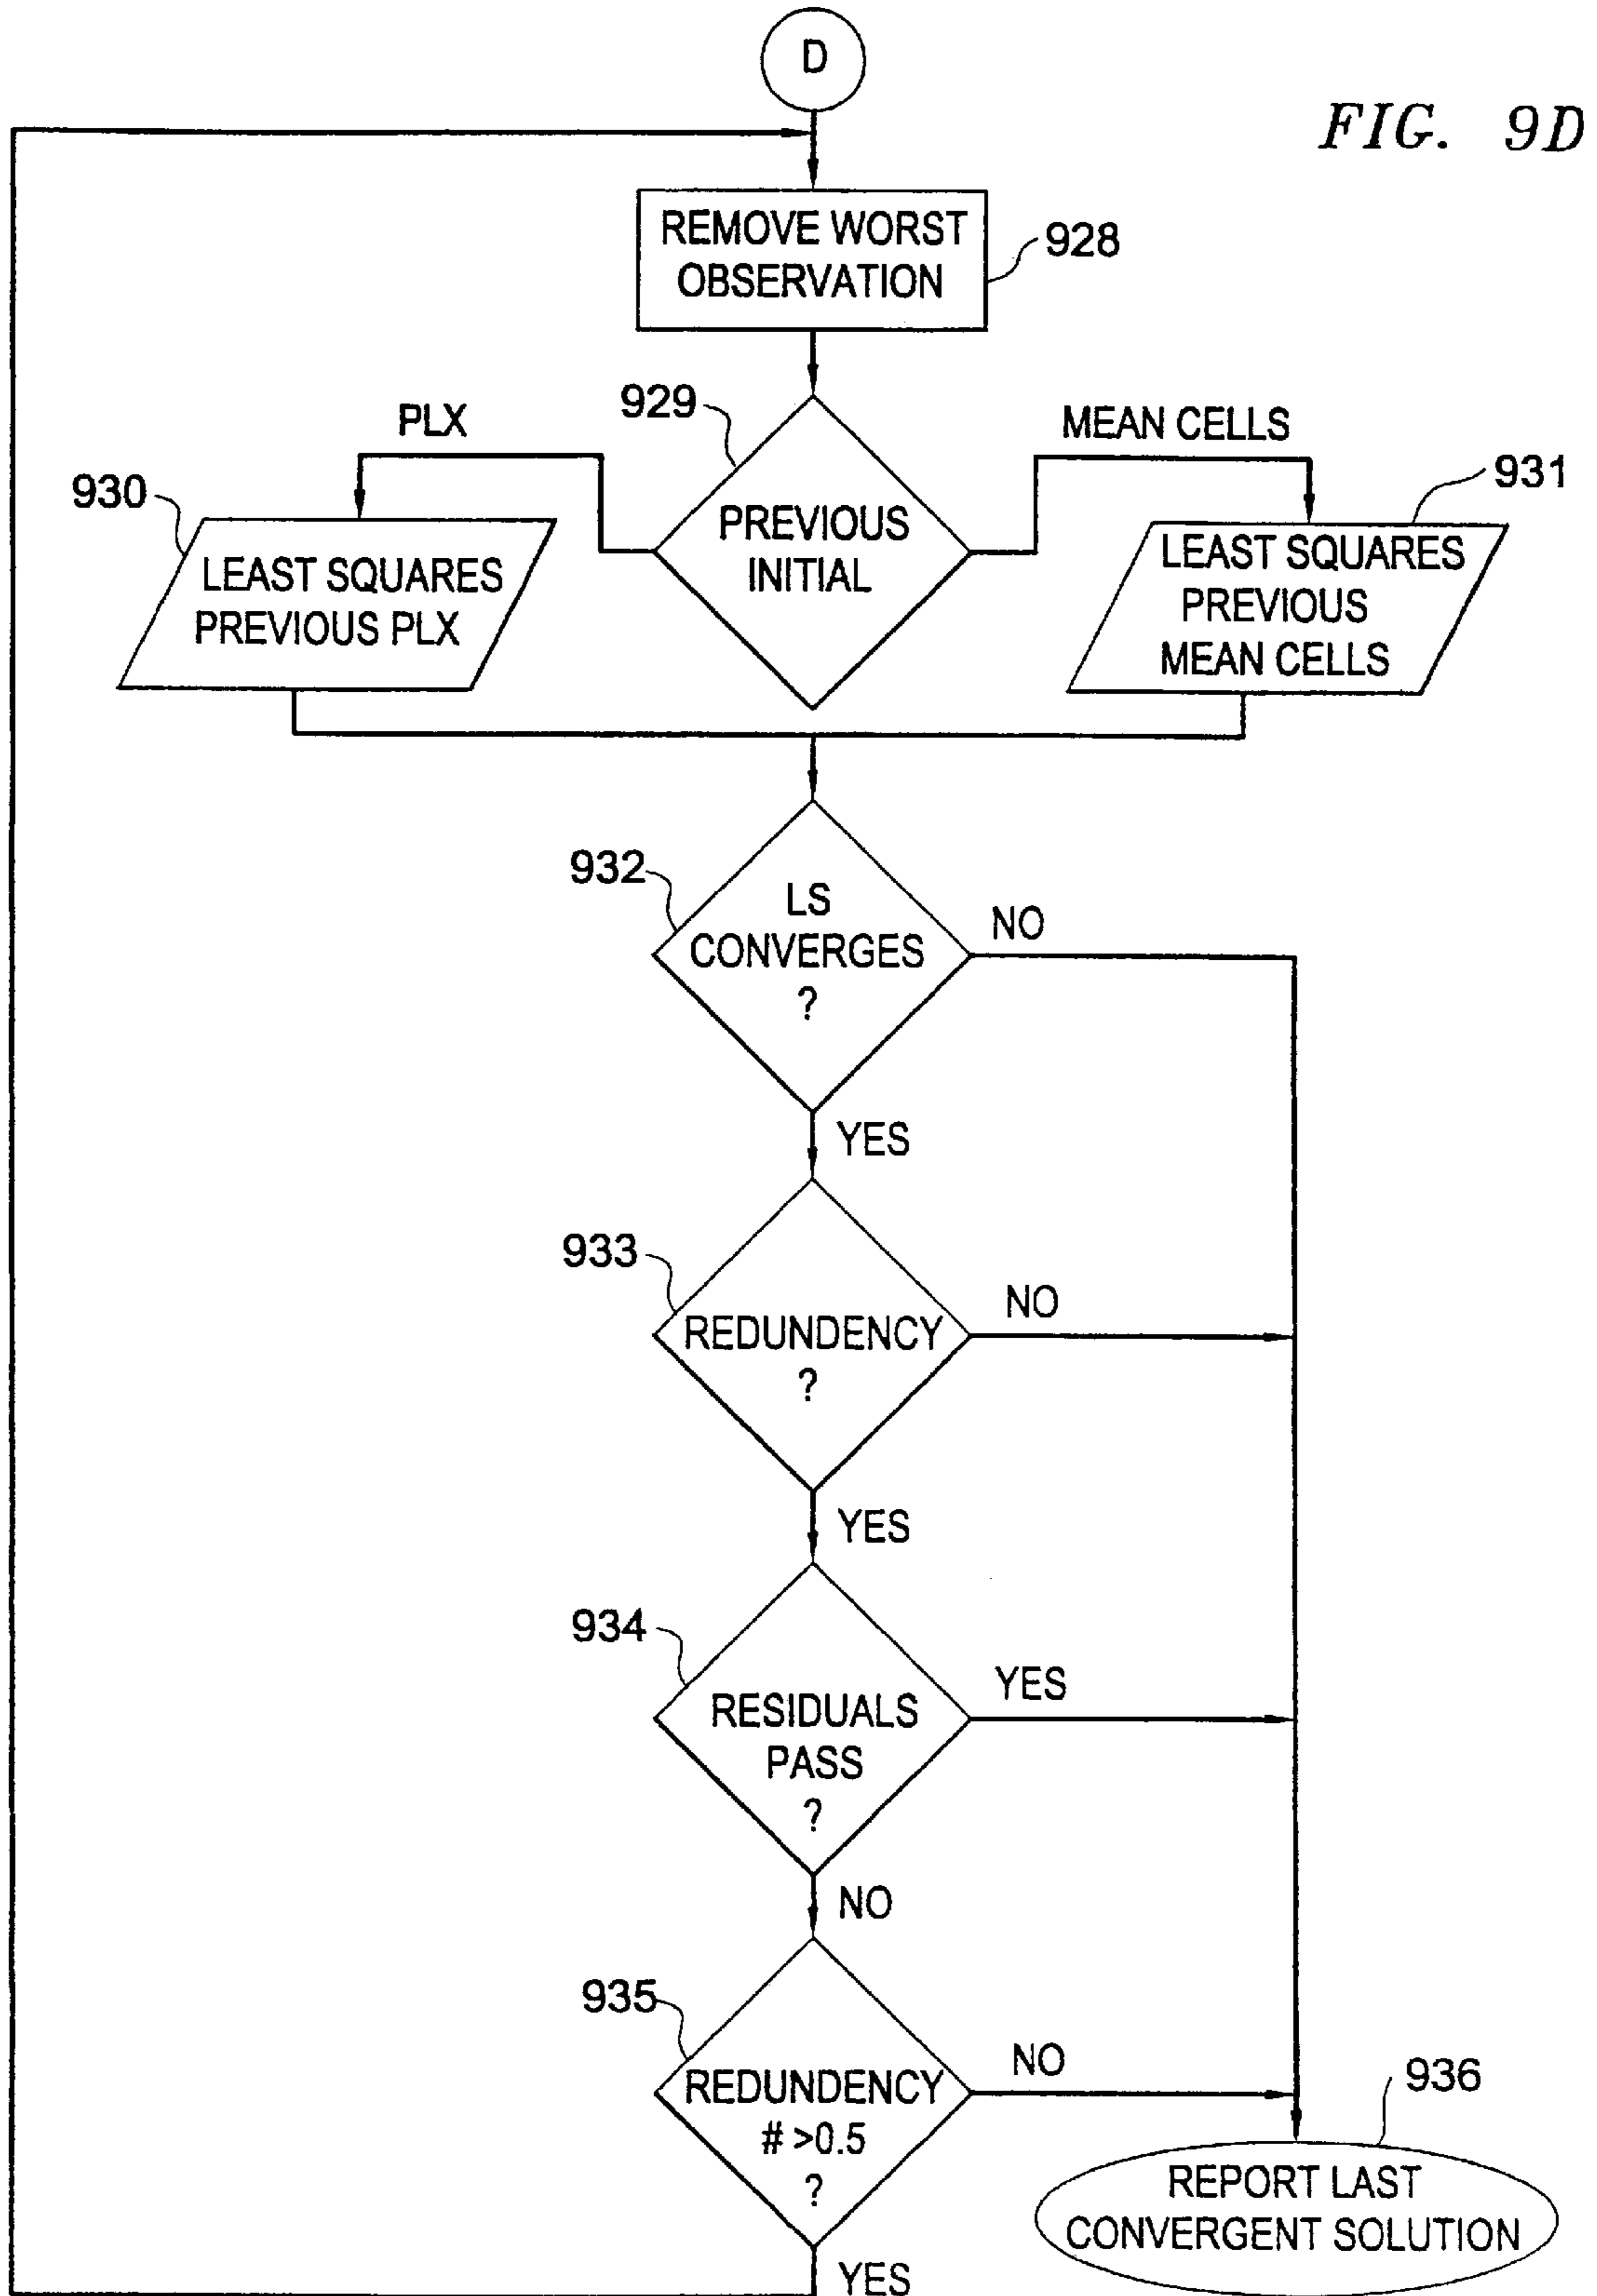 D
FIG. 9D
REMOVE WORST
OBSERVATION
928
929
PLX
MEAN CELLS
930
931
PREVIOUS
INITIAL
LEAST SQUARES
PREVIOUS PLX
LEAST SQUARES
PREVIOUS
MEAN CELLS
932
LS
CONVERGES
?
NO
YES
933
REDUNDENCY
?
NO
YES
934
RESIDUALS
PASS
?
YES
NO
935
REDUNDENCY
# >0.5
?
NO
YES
936
REPORT LAST
CONVERGENT SOLUTION